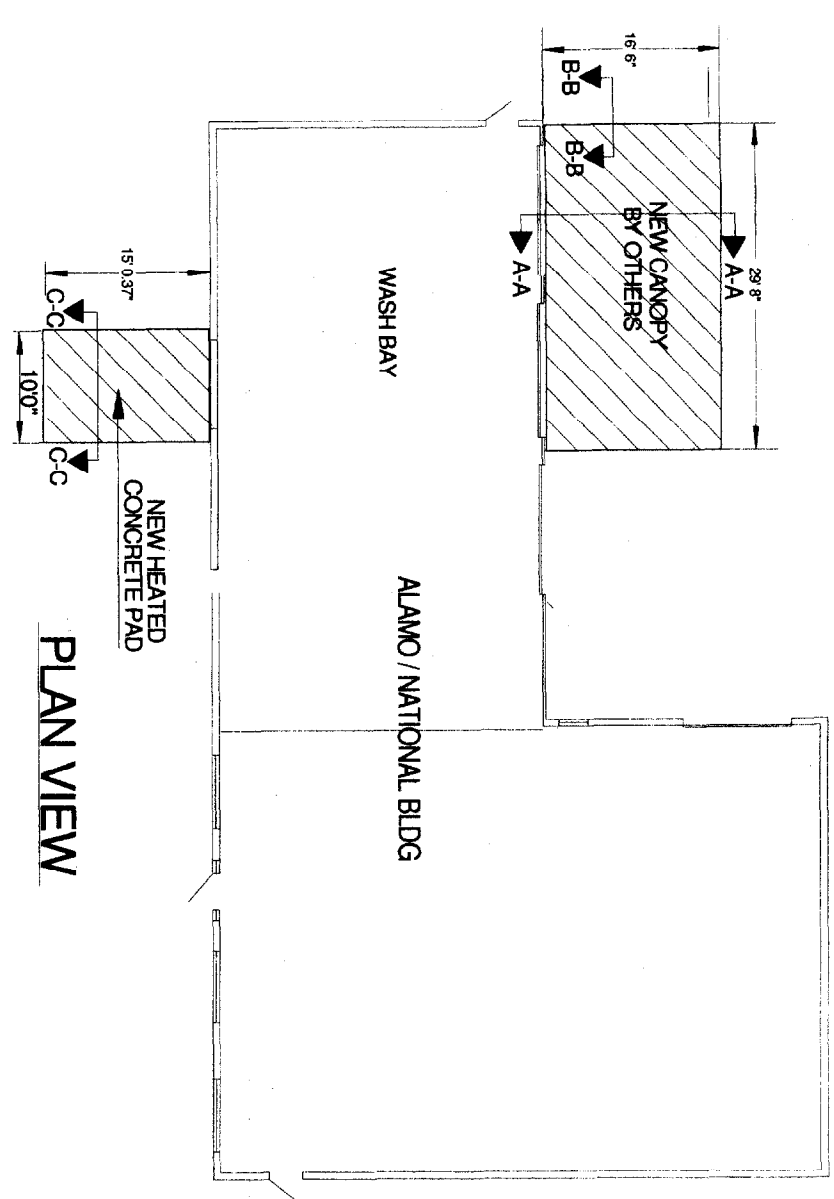 16' 6"
B-B
B-B
29' 8"
A-A
A-A
NEW CANOPY
BY OTHERS
WASH BAY
15' 0.37"
C-C
C-C
10'0"
NEW HEATED
CONCRETE PAD
ALAMO / NATIONAL BLDG
PLAN VIEW